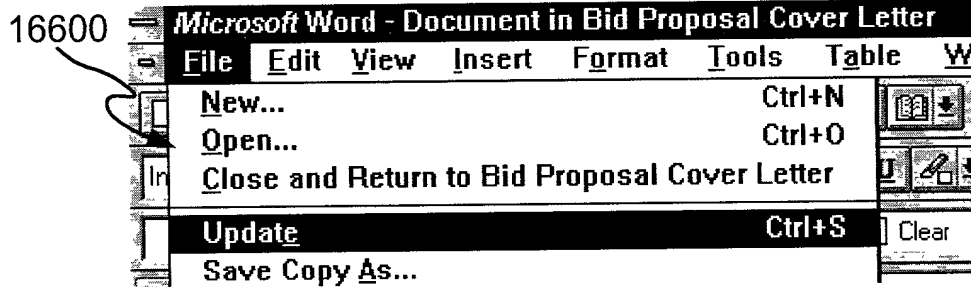 16600
Microsoft Word - Document in Bid Proposal Cover Letter
File Edit View Insert Format Tools Table W
New... Ctrl+N
Open... Ctrl+O
In
Close and Return to Bid Proposal Cover Letter U
Update Ctrl+S Clear
Save Copy As...